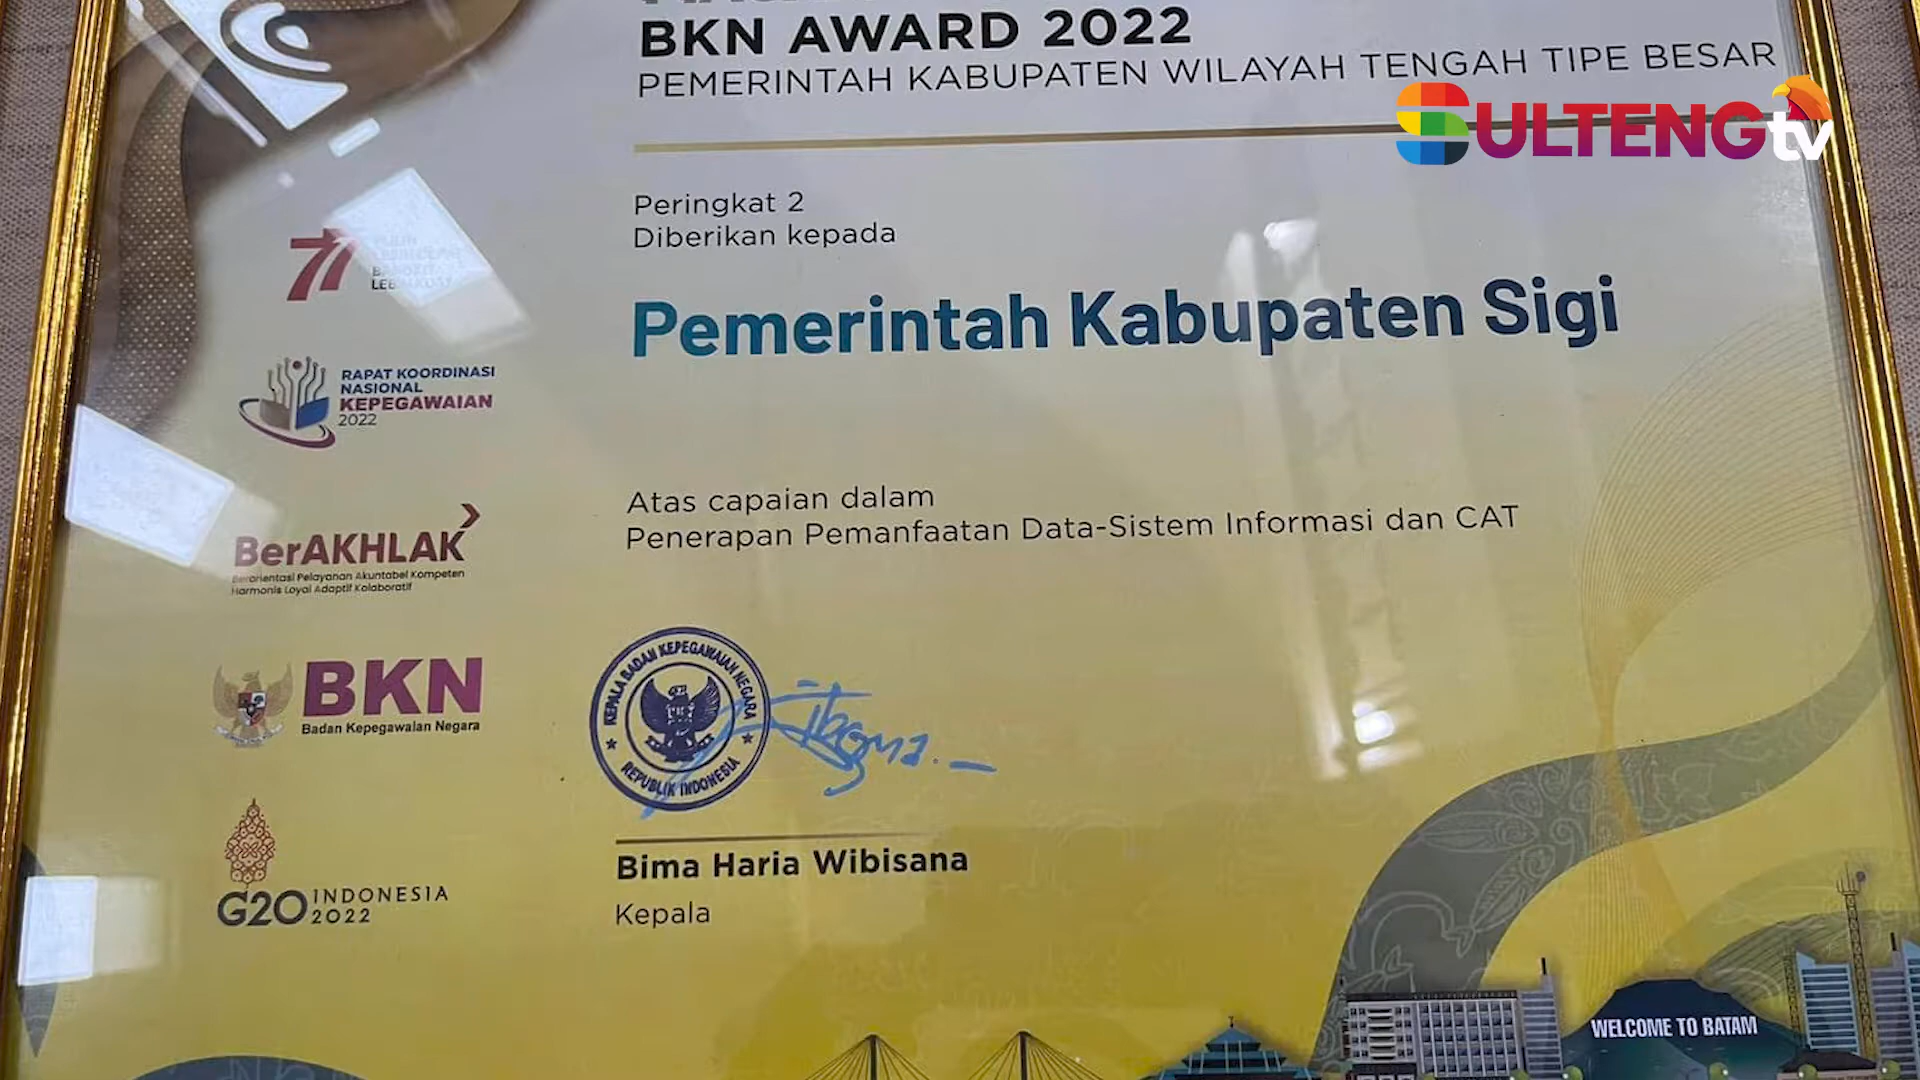 BKN AWARD 2022
PEMERINTAH KABUPATEN WILAYAH TENGAH TIPE BESAR
SULTENG tv
Peringkat 2
Diberikan kepada
77
Pemerintah Kabupaten Sigi
RAPAT KOORDINASI
NASIONAL
KEPEGAWAIAN
2022
Atas capaian dalam
Penerapan Pemanfaatan Data-Sistem Informasi dan CAT
BerAKHLAK
Berorientasi Pelayanan Akuntabel Kompeten
Harmonis Loyal Adaptif Kolaboratif
BKN
Badan Kepegawaian Negara
KEPALA BADAN KEPEGAWAIAN NEGARA
REPUBLIK INDONESIA
Bima Haria Wibisana
Kepala
G20 INDONESIA
2022
WELCOME TO BATAM